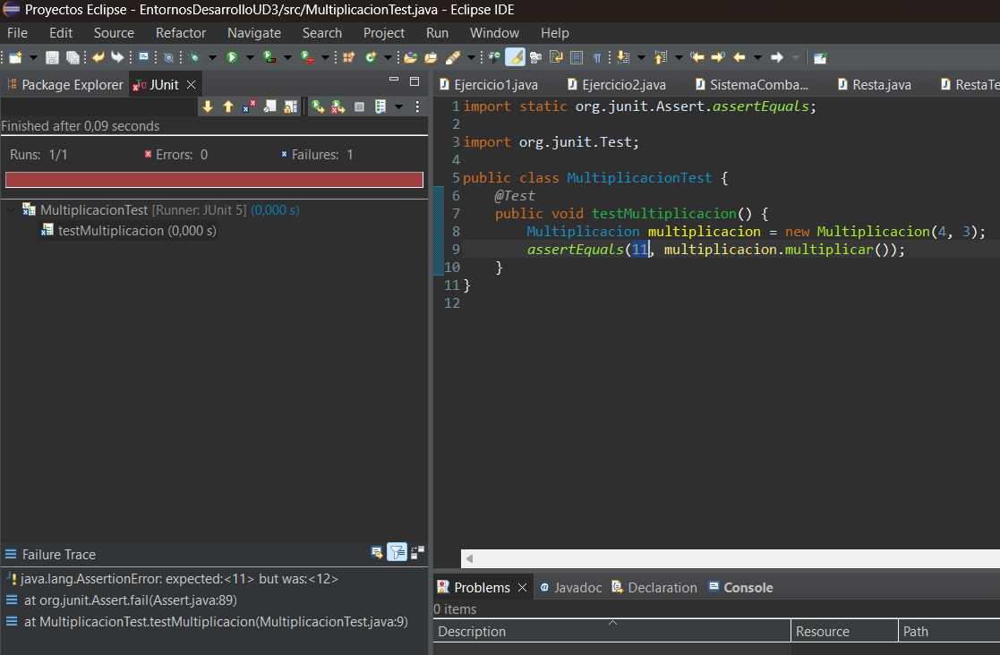 Proyectos Eclipse - EntornosDesarrolloUD3/src/MultiplicacionTest.java - Eclipse IDE
File Edit Source Refactor Navigate Search Project Run Window Help
Package Explorer JUnit
Finished after 0,09 seconds
Runs: 1/1 Errors: 0 Failures: 1
MultiplicacionTest [Runner: JUnit 5] (0,000 s)
testMultiplicacion (0,000 s)
Failure Trace
java.lang.AssertionError: expected:<11> but was:<12>
at org.junit.Assert.fail(Assert.java:89)
at MultiplicacionTest.testMultiplicacion(MultiplicacionTest.java:9)
Ejercicio1.java Ejercicio2.java SistemaComba... Resta.java RestaTe
1 import static org.junit.Assert.assertEquals;
2
3 import org.junit.Test;
4
5 public class MultiplicacionTest {
6 @Test
7 public void testMultiplicacion() {
8 Multiplicacion multiplicacion = new Multiplicacion(4, 3);
9 assertEquals(11, multiplicacion.multiplicar());
10 }
11 }
12
Problems Javadoc Declaration Console
0 items
Description Resource Path